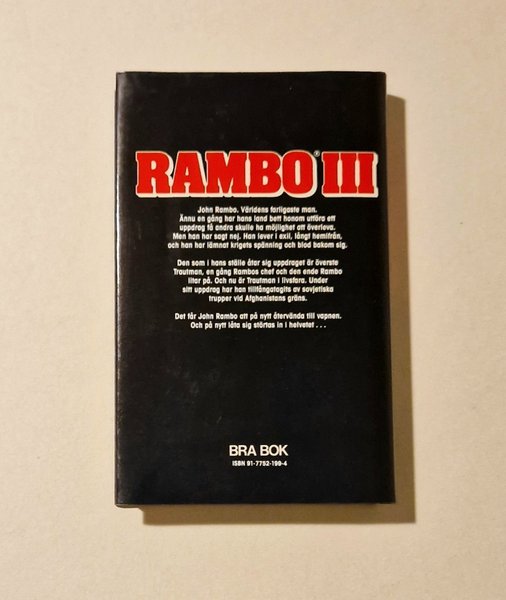 RAMBO® III
John Rambo. Världens farligaste man.
Ännu en gång har hans land bett honom utföra ett
uppdrag få andra skulle ha möjlighet att överleva.
Men han har sagt nej. Han lever i exil, långt hemifrån,
och han har lämnat krigets spänning och blod bakom sig.
Den som i hans ställe åtar sig uppdraget är överste
Trautman, en gång Rambos chef och den ende Rambo
litar på. Och nu är Trautman i livsfara. Under
sitt uppdrag har han tillfångatagits av sovjetiska
trupper vid Afghanistans gräns.
Det får John Rambo att på nytt återvända till vapnen.
Och på nytt låta sig störtas in i helvetet . . .
BRA BOK
ISBN 91-7752-199-4